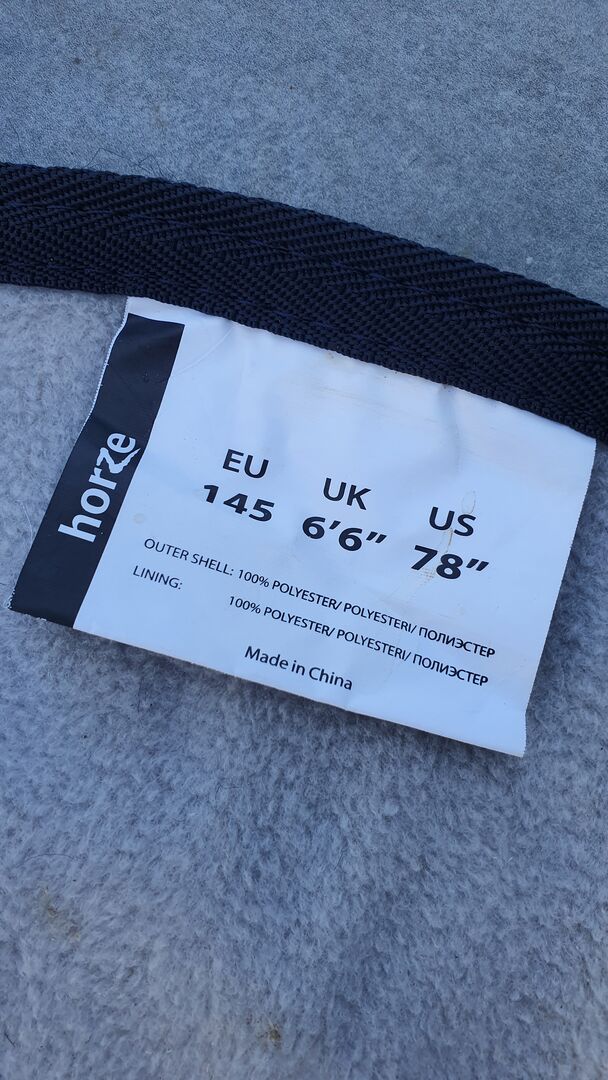 horze
EU UK US
145 6'6" 78"
OUTER SHELL: 100% POLYESTER/ POLYESTERI/ ПОЛИЭСТЕР
LINING: 100% POLYESTER/ POLYESTERI/ ПОЛИЭСТЕР
Made in China